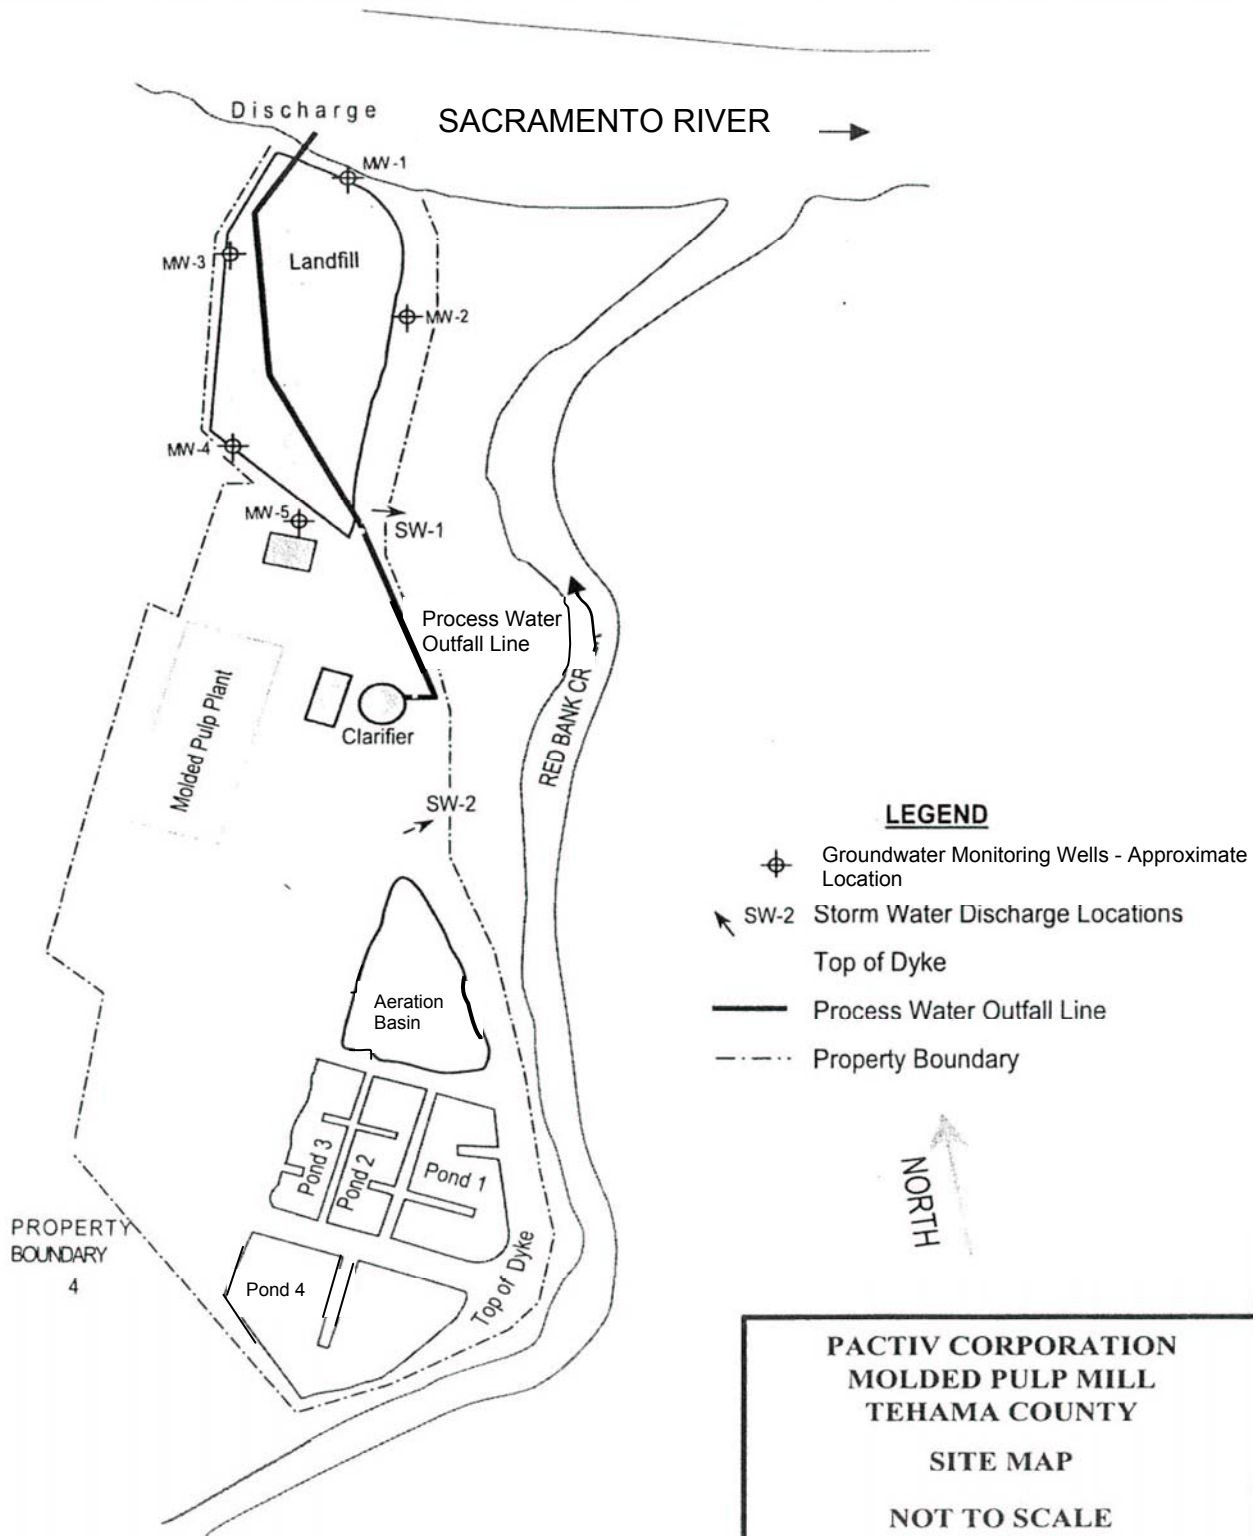 Discharge
SACRAMENTO RIVER
MW-1
MW-3
Landfill
MW-2
MW-4
MW-5
SW-1
Process Water
Outfall Line
Molded Pulp Plant
Clarifier
RED BANK CR
SW-2
LEGEND
Groundwater Monitoring Wells - Approximate
Location
SW-2 Storm Water Discharge Locations
Top of Dyke
Process Water Outfall Line
Property Boundary
Aeration
Basin
Pond 3
Pond 2
Pond 1
NORTH
PROPERTY
BOUNDARY
4
Pond 4
Top of Dyke
PACTIV CORPORATION
MOLDED PULP MILL
TEHAMA COUNTY
SITE MAP
NOT TO SCALE